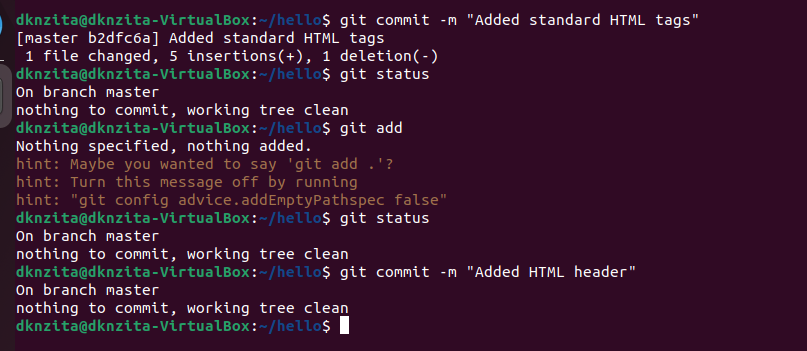 dknzita@dknzita-VirtualBox:~/hello$ git commit -m "Added standard HTML tags"
[master b2dfc6a] Added standard HTML tags
 1 file changed, 5 insertions(+), 1 deletion(-)
dknzita@dknzita-VirtualBox:~/hello$ git status
On branch master
nothing to commit, working tree clean
dknzita@dknzita-VirtualBox:~/hello$ git add
Nothing specified, nothing added.
hint: Maybe you wanted to say 'git add .'?
hint: Turn this message off by running
hint: "git config advice.addEmptyPathspec false"
dknzita@dknzita-VirtualBox:~/hello$ git status
On branch master
nothing to commit, working tree clean
dknzita@dknzita-VirtualBox:~/hello$ git commit -m "Added HTML header"
On branch master
nothing to commit, working tree clean
dknzita@dknzita-VirtualBox:~/hello$